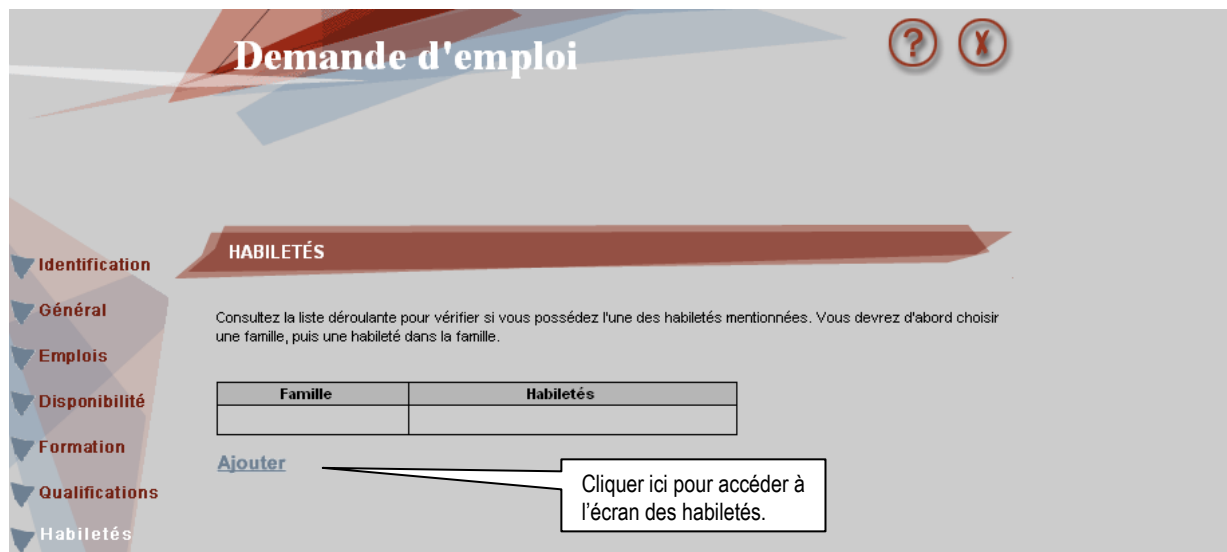 Demande d'emploi
?
X
HABILETÉS
Identification
Général
Emplois
Disponibilité
Formation
Qualifications
Habiletés
Consultez la liste déroulante pour vérifier si vous possédez l'une des habiletés mentionnées. Vous devrez d'abord choisir
une famille, puis une habileté dans la famille.
Famille Habiletés
Ajouter
Cliquer ici pour accéder à
l'écran des habiletés.